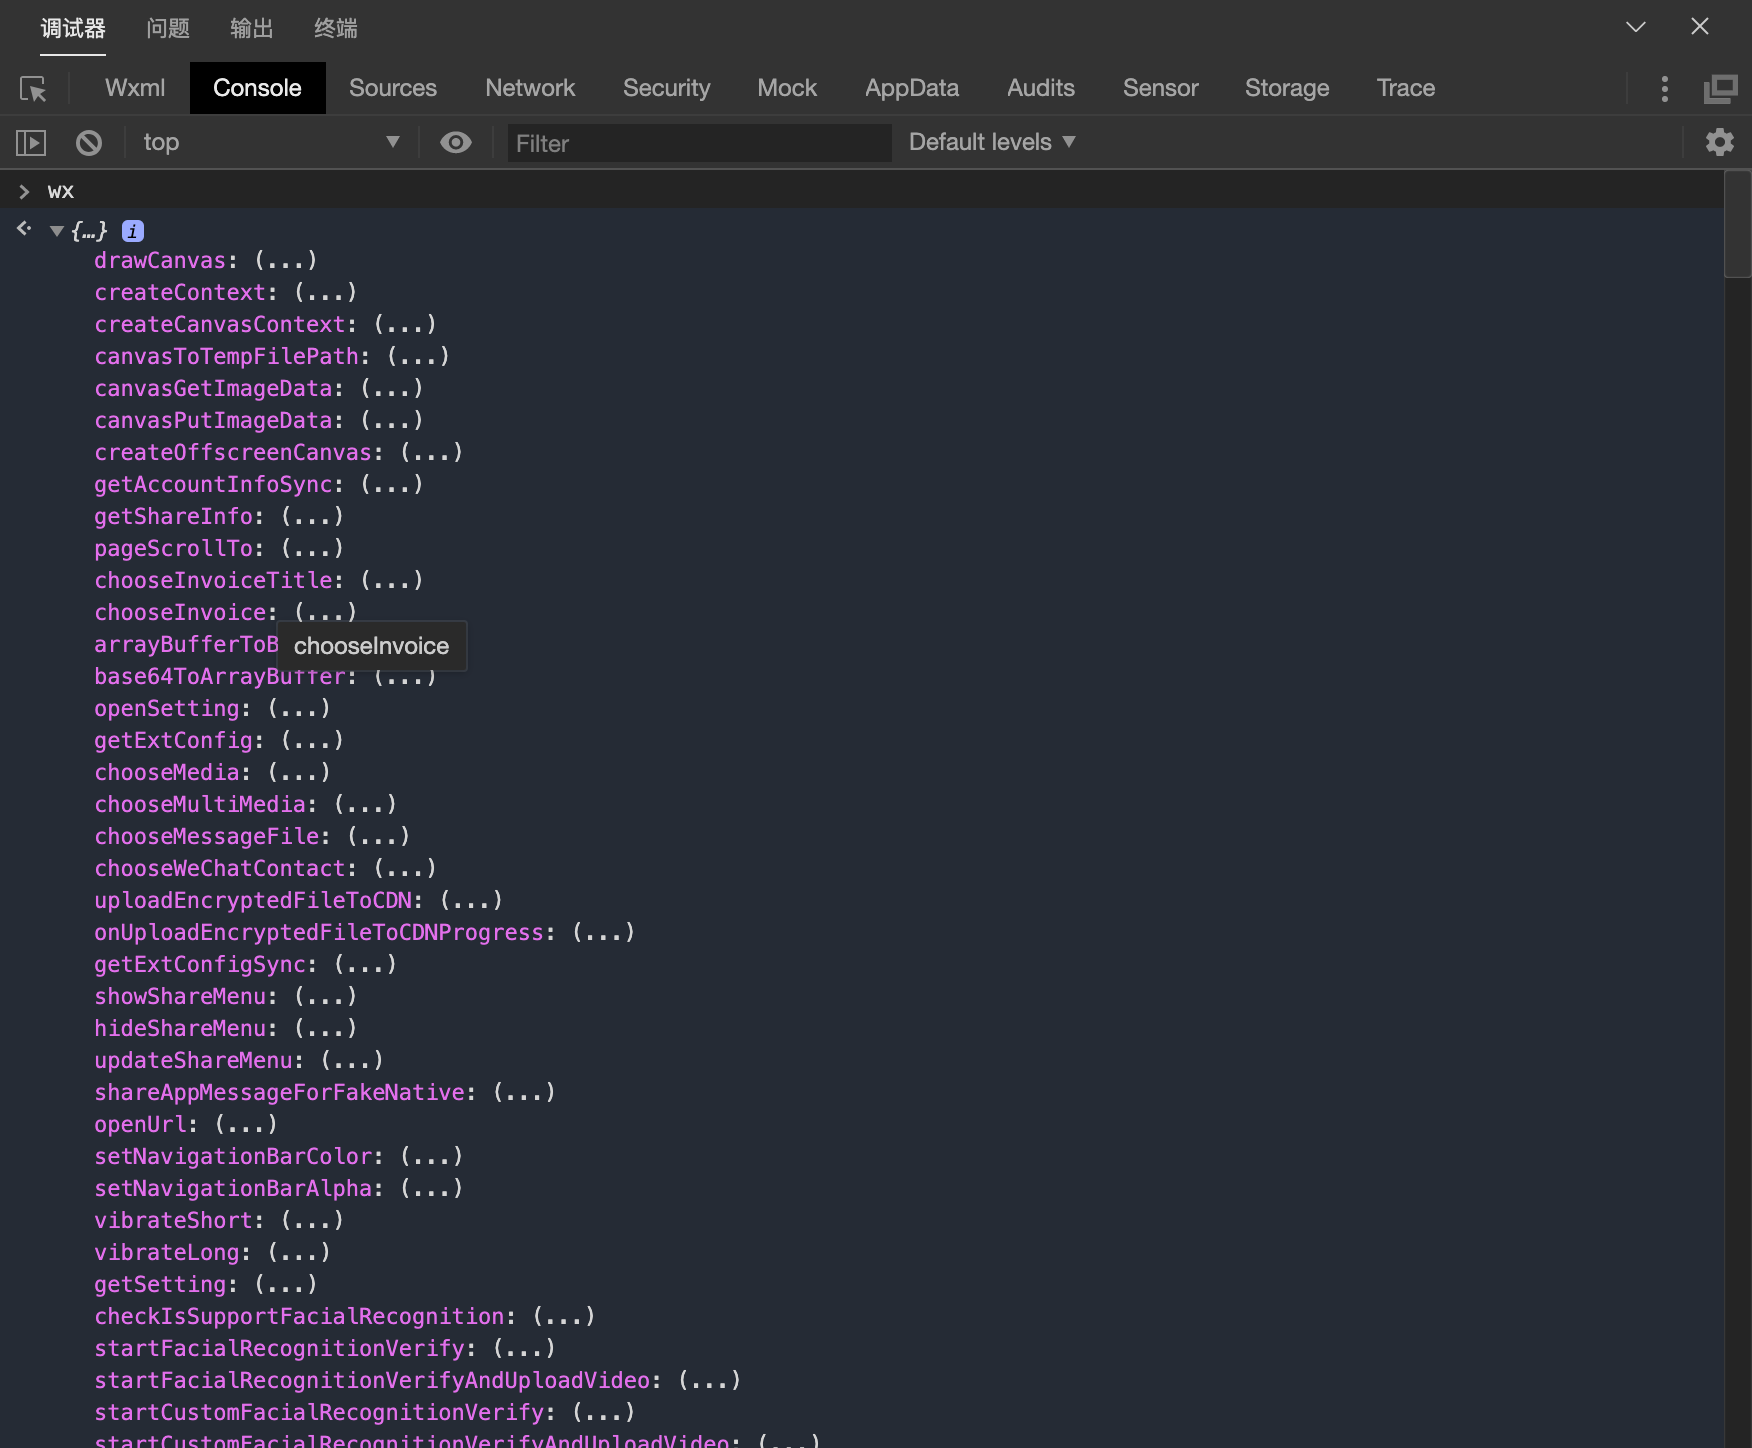 调试器 问题 输出 终端
Wxml Console Sources Network Security Mock AppData Audits Sensor Storage Trace
top ▼ Filter Default levels ▼
> wx
{…} i
drawCanvas: (...)
createContext: (...)
createCanvasContext: (...)
canvasToTempFilePath: (...)
canvasGetImageData: (...)
canvasPutImageData: (...)
createOffscreenCanvas: (...)
getAccountInfoSync: (...)
getShareInfo: (...)
pageScrollTo: (...)
chooseInvoiceTitle: (...)
chooseInvoice: (...)
arrayBufferToB
chooseInvoice
base64ToArrayBuffer: (...)
openSetting: (...)
getExtConfig: (...)
chooseMedia: (...)
chooseMultiMedia: (...)
chooseMessageFile: (...)
chooseWeChatContact: (...)
uploadEncryptedFileToCDN: (...)
onUploadEncryptedFileToCDNProgress: (...)
getExtConfigSync: (...)
showShareMenu: (...)
hideShareMenu: (...)
updateShareMenu: (...)
shareAppMessageForFakeNative: (...)
openUrl: (...)
setNavigationBarColor: (...)
setNavigationBarAlpha: (...)
vibrateShort: (...)
vibrateLong: (...)
getSetting: (...)
checkIsSupportFacialRecognition: (...)
startFacialRecognitionVerify: (...)
startFacialRecognitionVerifyAndUploadVideo: (...)
startCustomFacialRecognitionVerify: (...)
startCustomFacialRecognitionVerifyAndUploadVideo: (...)